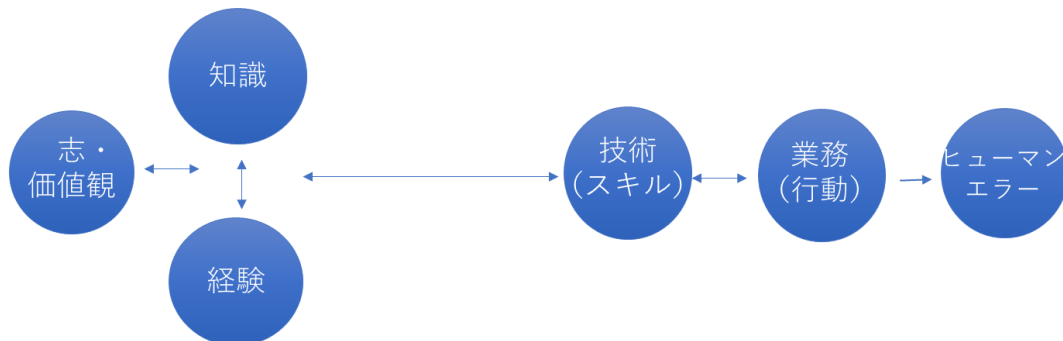 知識
志・
価値観
経験
技術
(スキル)
業務
(行動)
ヒューマン
エラー